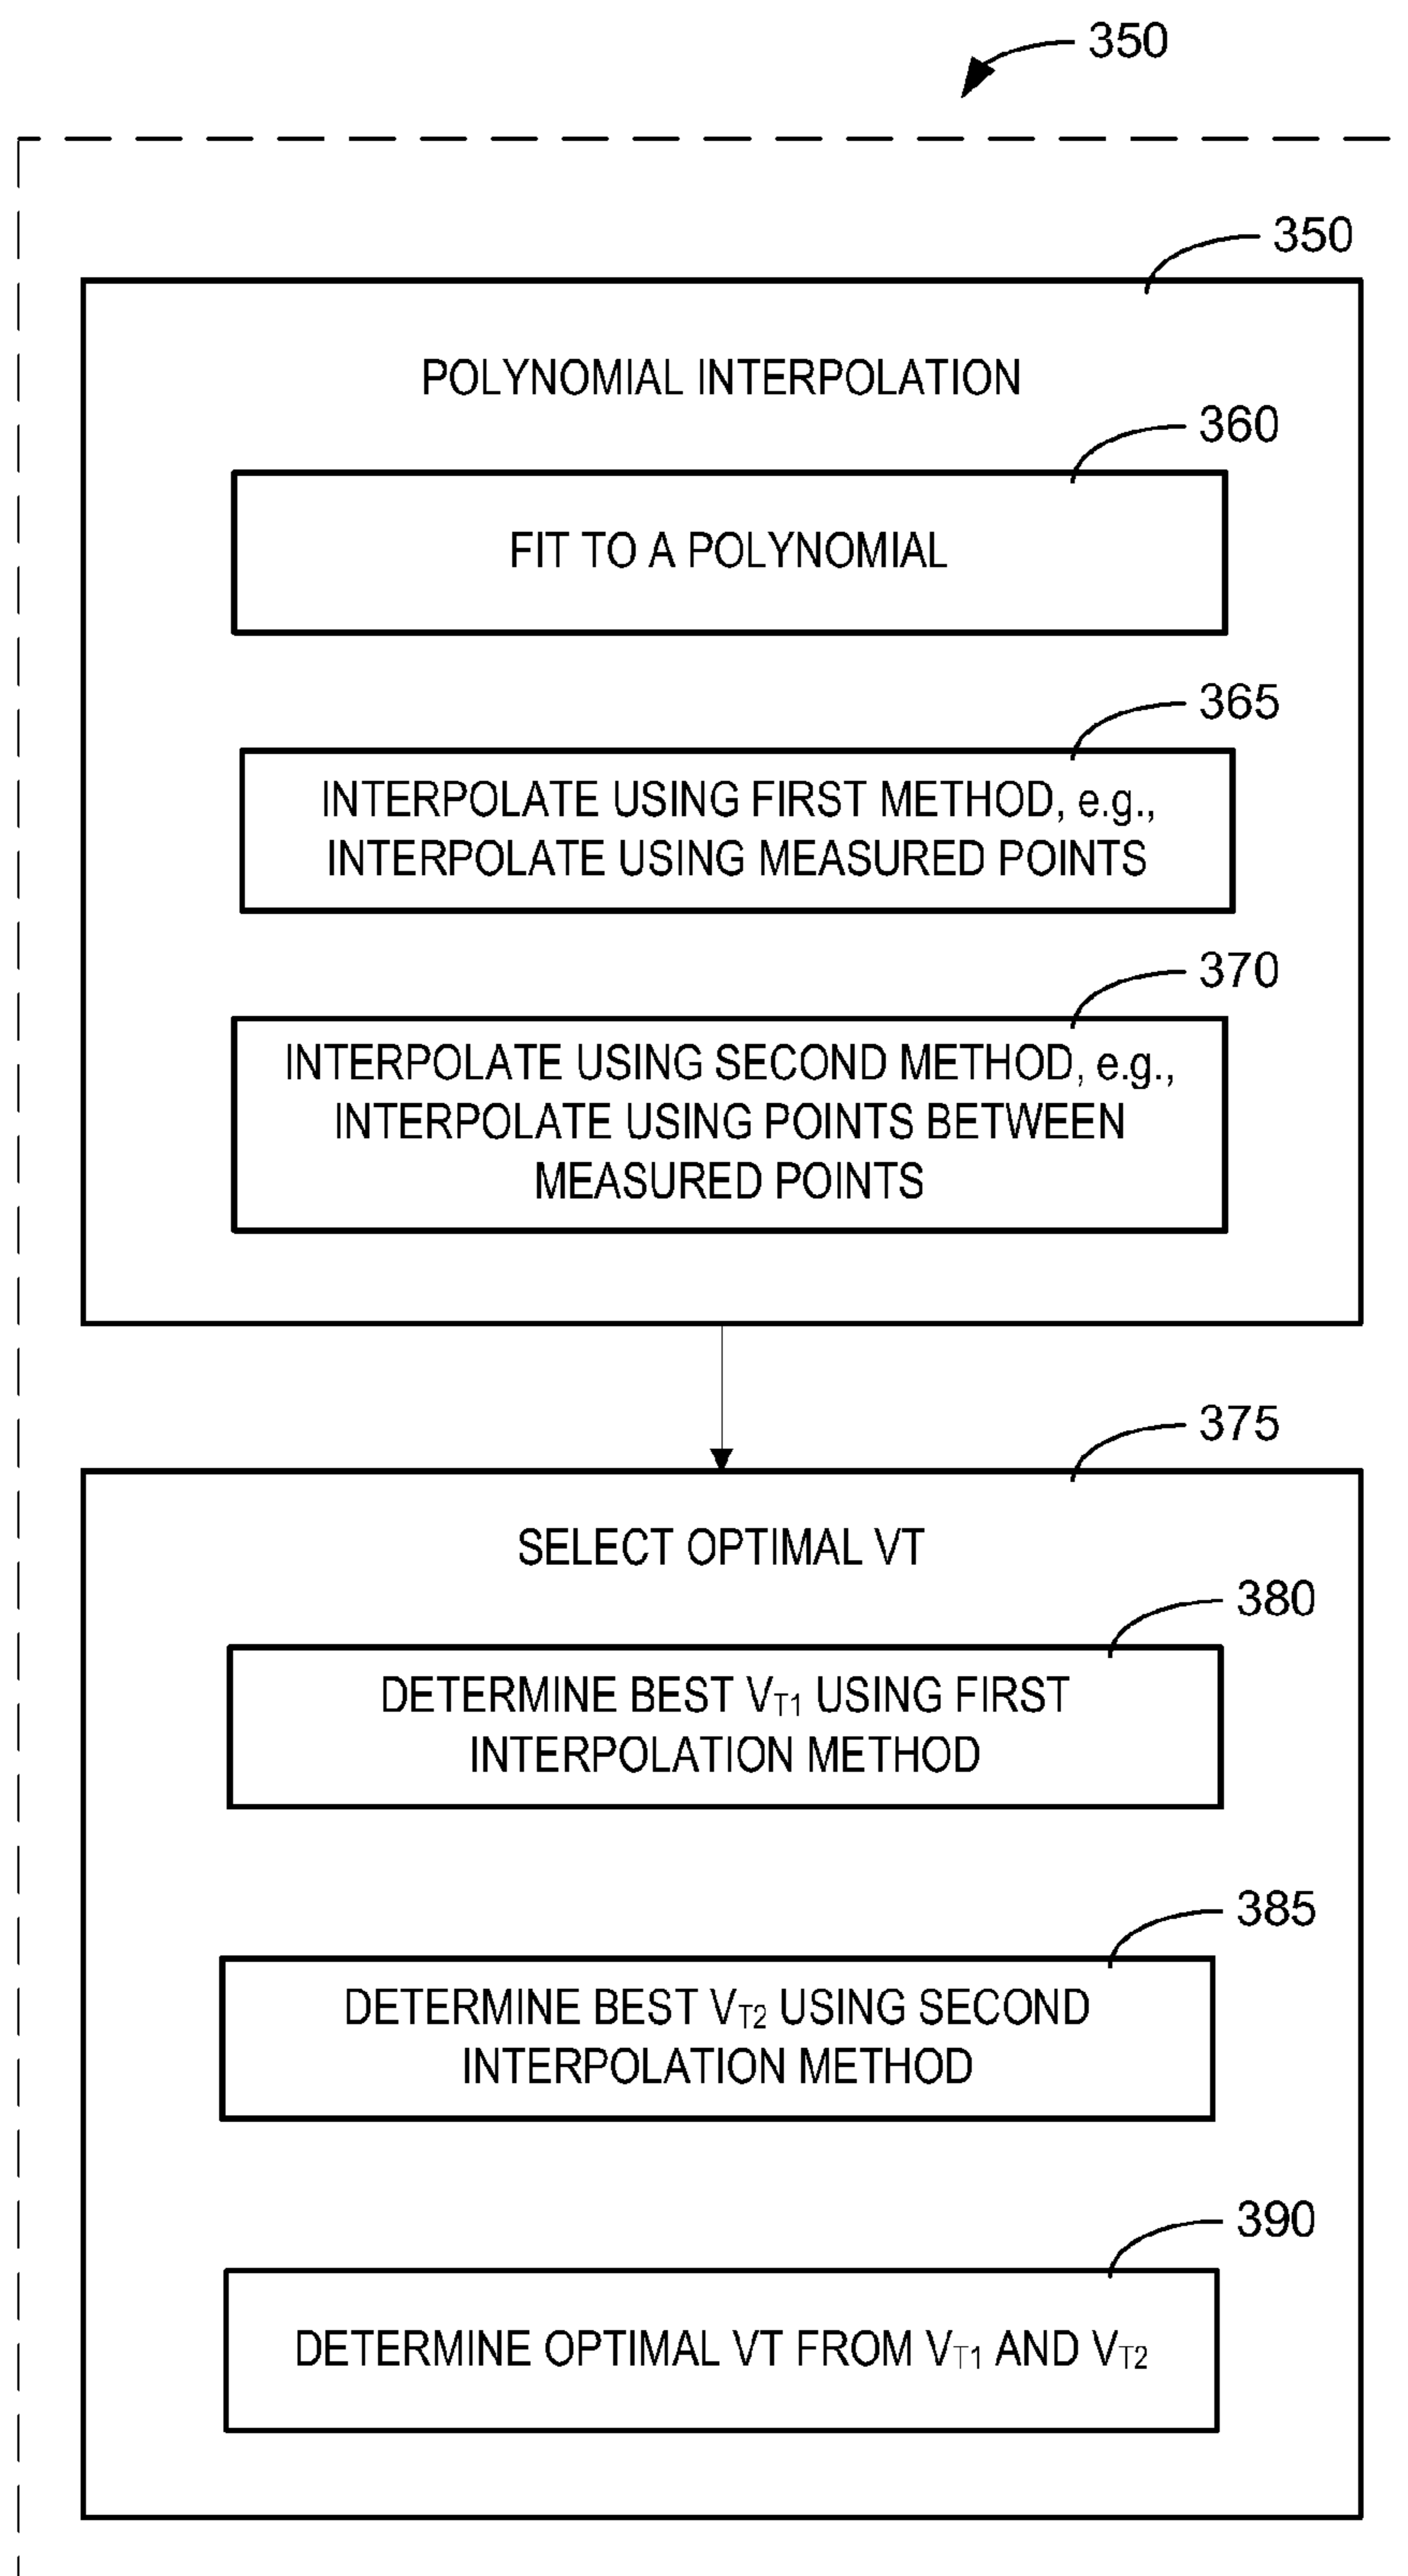 350
350
POLYNOMIAL INTERPOLATION
360
FIT TO A POLYNOMIAL
365
INTERPOLATE USING FIRST METHOD, e.g.,
INTERPOLATE USING MEASURED POINTS
370
INTERPOLATE USING SECOND METHOD, e.g.,
INTERPOLATE USING POINTS BETWEEN
MEASURED POINTS
375
SELECT OPTIMAL VT
380
DETERMINE BEST VT1 USING FIRST
INTERPOLATION METHOD
385
DETERMINE BEST VT2 USING SECOND
INTERPOLATION METHOD
390
DETERMINE OPTIMAL VT FROM VT1 AND VT2